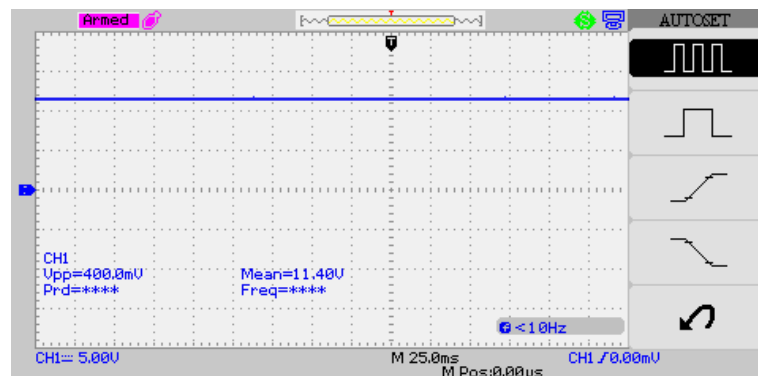 Armed
AUTOSET
T
CH1
Vpp=400.0mV Mean=11.40V
Prd=**** Freq=****
<10Hz
CH1 5.00V M 25.0ms CH1 0.00mV
M Pos:0.00µs